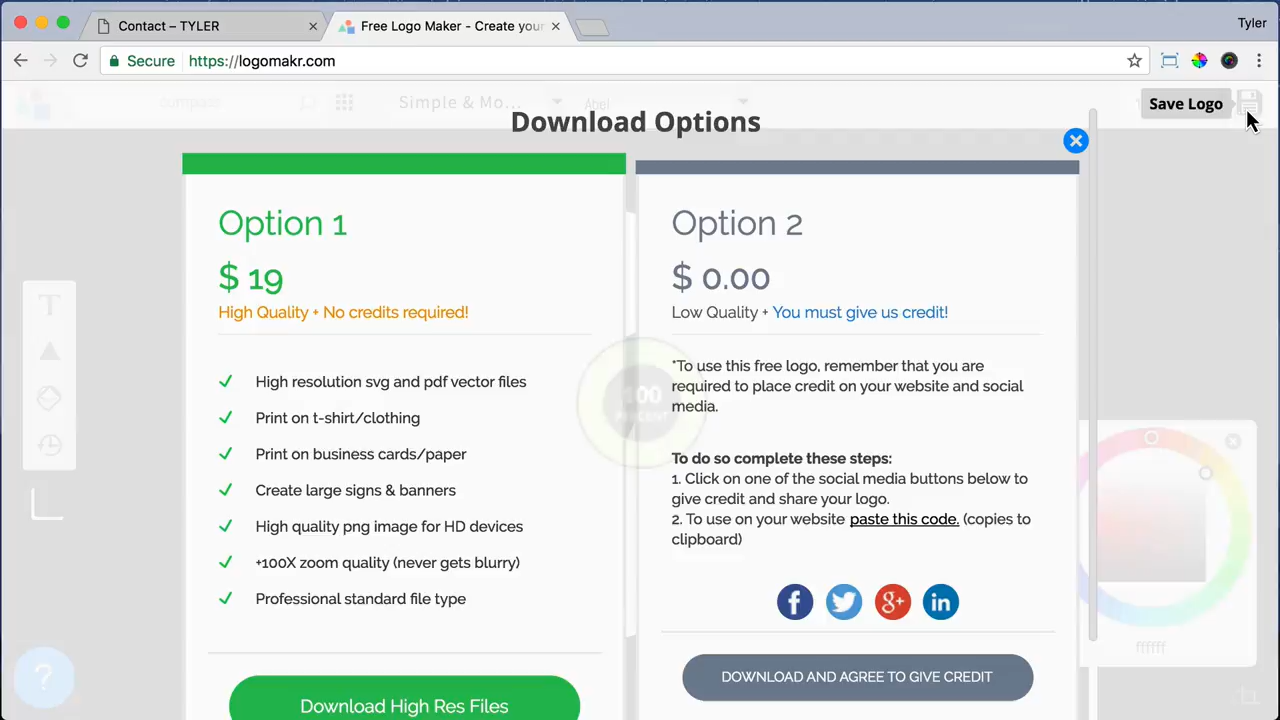 Contact – TYLER
Free Logo Maker - Create your
Tyler
Secure https://logomakr.com
compass
Simple & Mo...
Abel
Save Logo
Download Options
Option 1
$ 19
High Quality + No credits required!
High resolution svg and pdf vector files
Print on t-shirt/clothing
Print on business cards/paper
Create large signs & banners
High quality png image for HD devices
+100X zoom quality (never gets blurry)
Professional standard file type
Download High Res Files
Option 2
$ 0.00
Low Quality + You must give us credit!
*To use this free logo, remember that you are
required to place credit on your website and social
media.
To do so complete these steps:
1. Click on one of the social media buttons below to
give credit and share your logo.
2. To use on your website paste this code. (copies to
clipboard)
DOWNLOAD AND AGREE TO GIVE CREDIT
100
PERCENT
T
?
ffffff